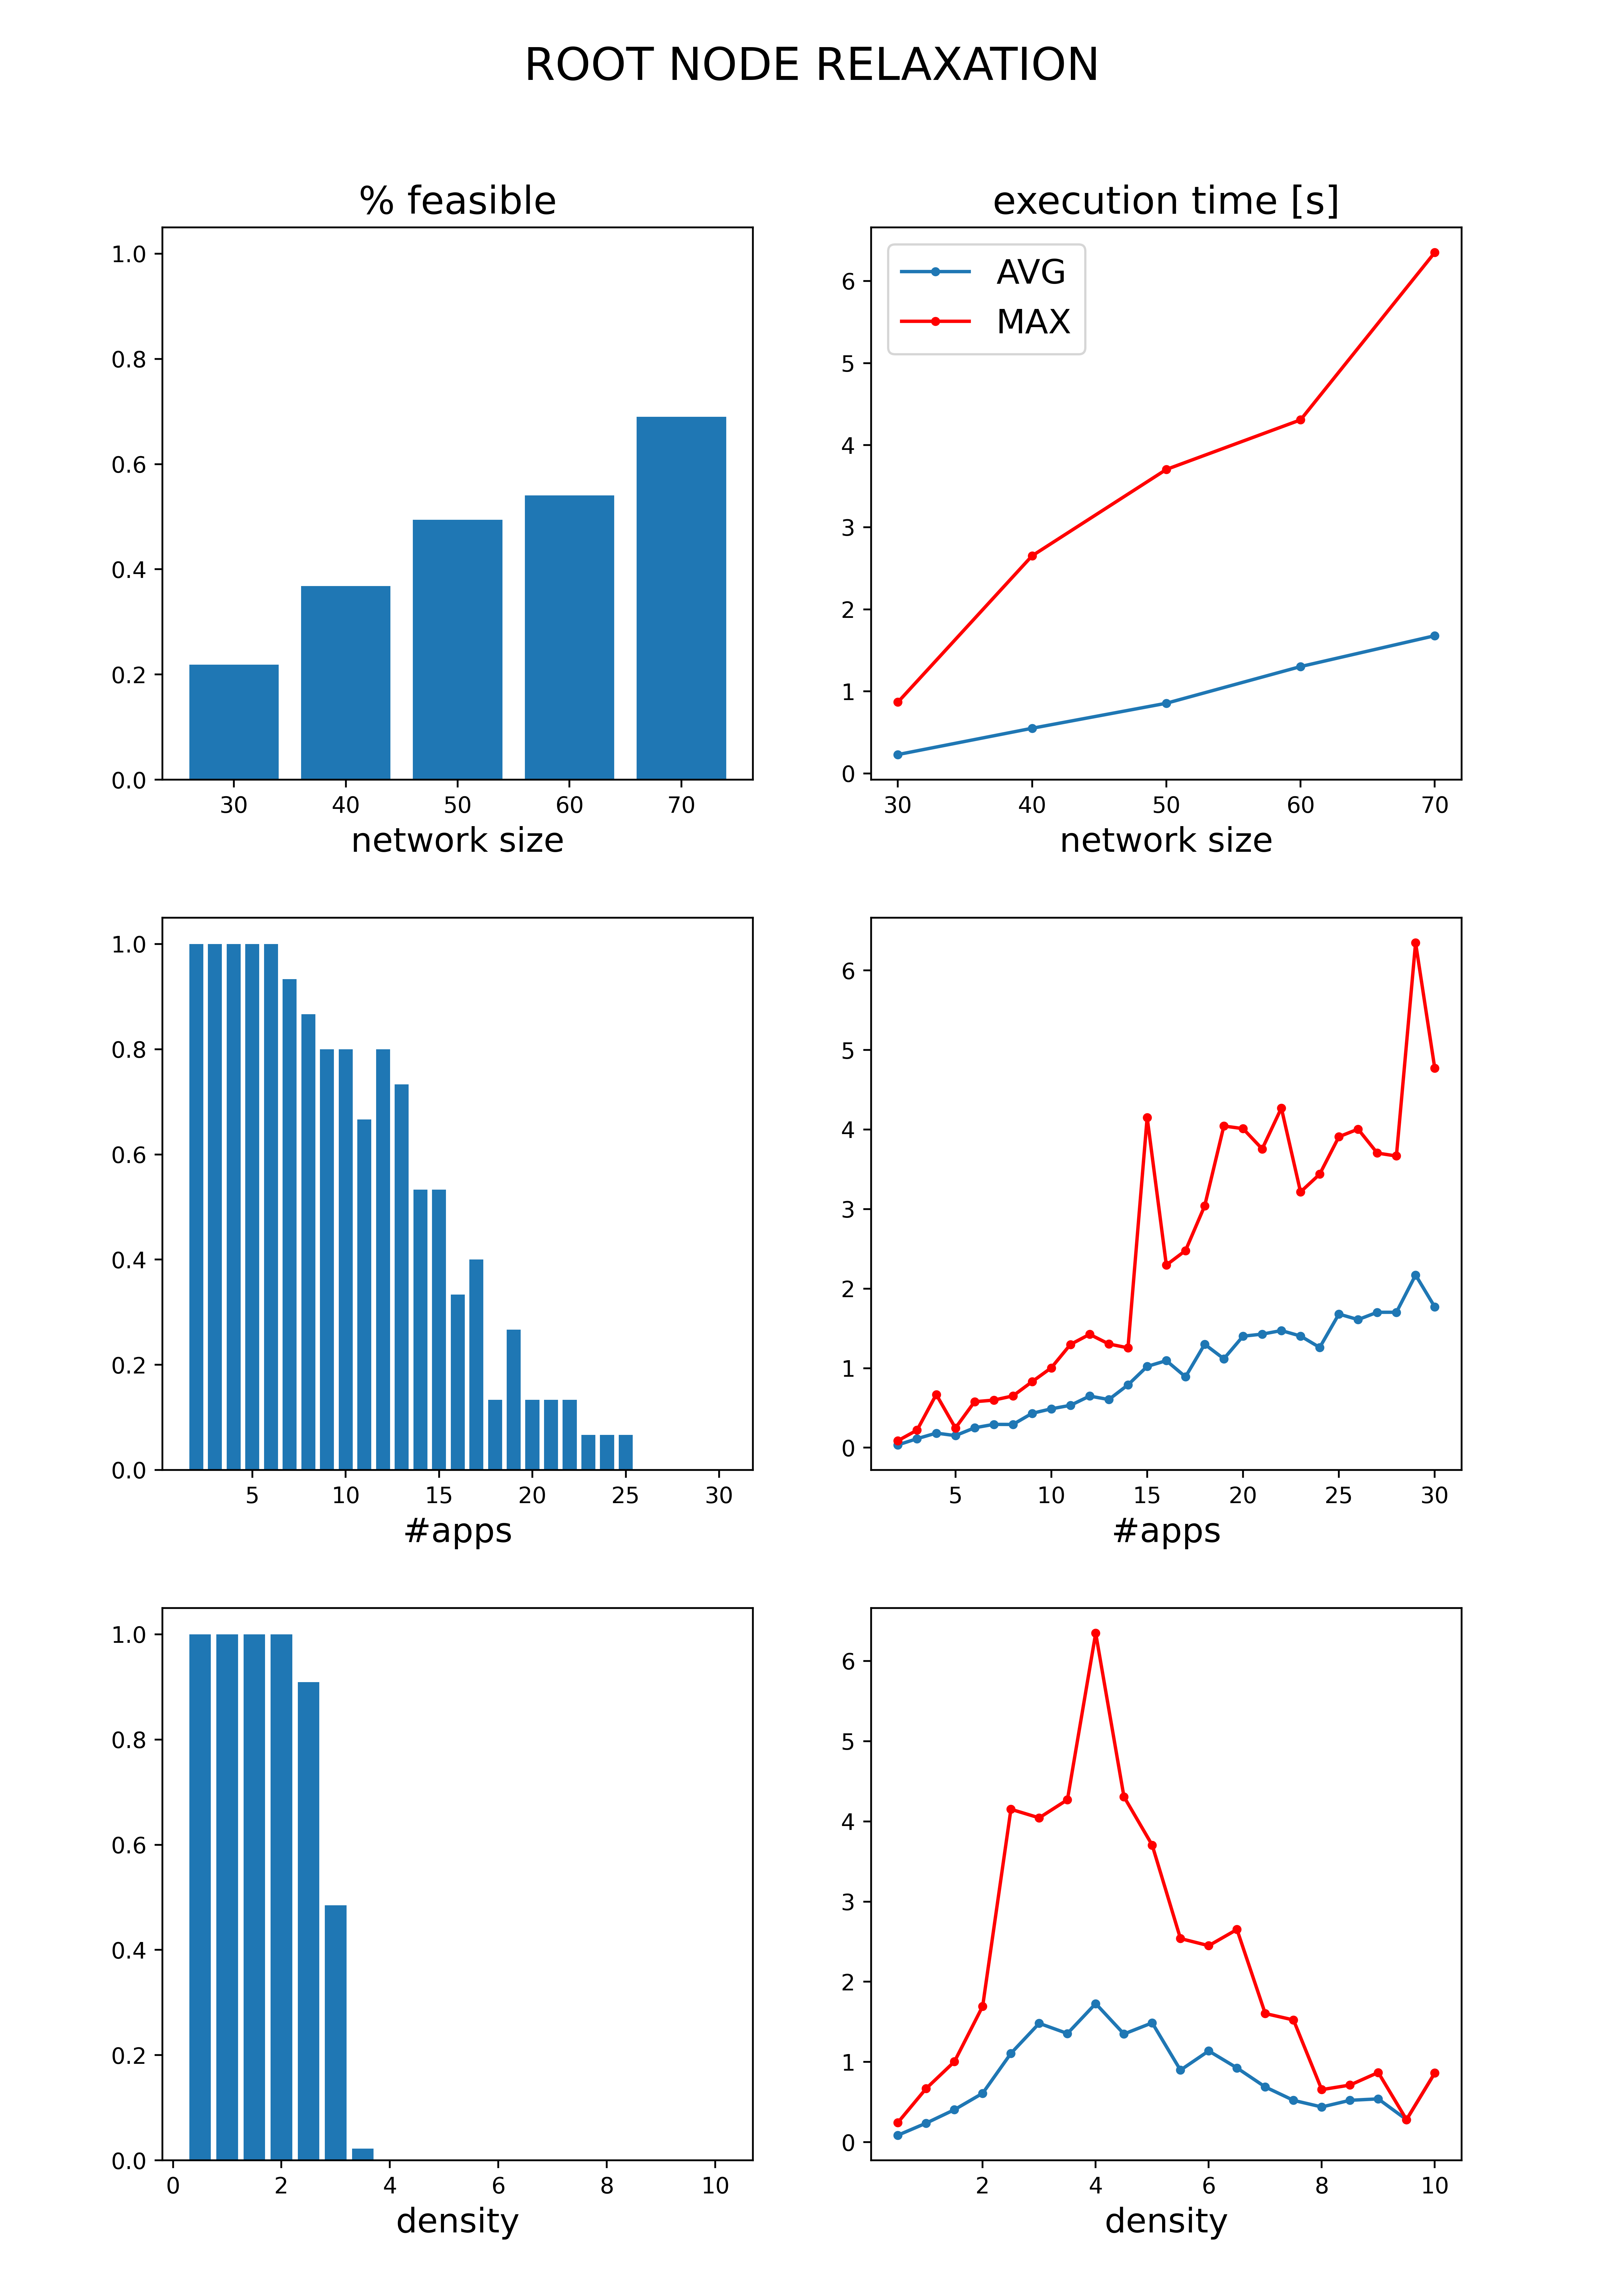 ROOT NODE RELAXATION
% feasible
1.0
0.8
0.6
0.4
0.2
0.0
30 40 50 60 70
network size
execution time [s]
AVG
MAX
6
5
4
3
2
1
0
30 40 50 60 70
network size
1.0
0.8
0.6
0.4
0.2
0.0
5 10 15 20 25 30
#apps
6
5
4
3
2
1
0
5 10 15 20 25 30
#apps
1.0
0.8
0.6
0.4
0.2
0.0
0 2 4 6 8 10
density
6
5
4
3
2
1
0
2 4 6 8 10
density